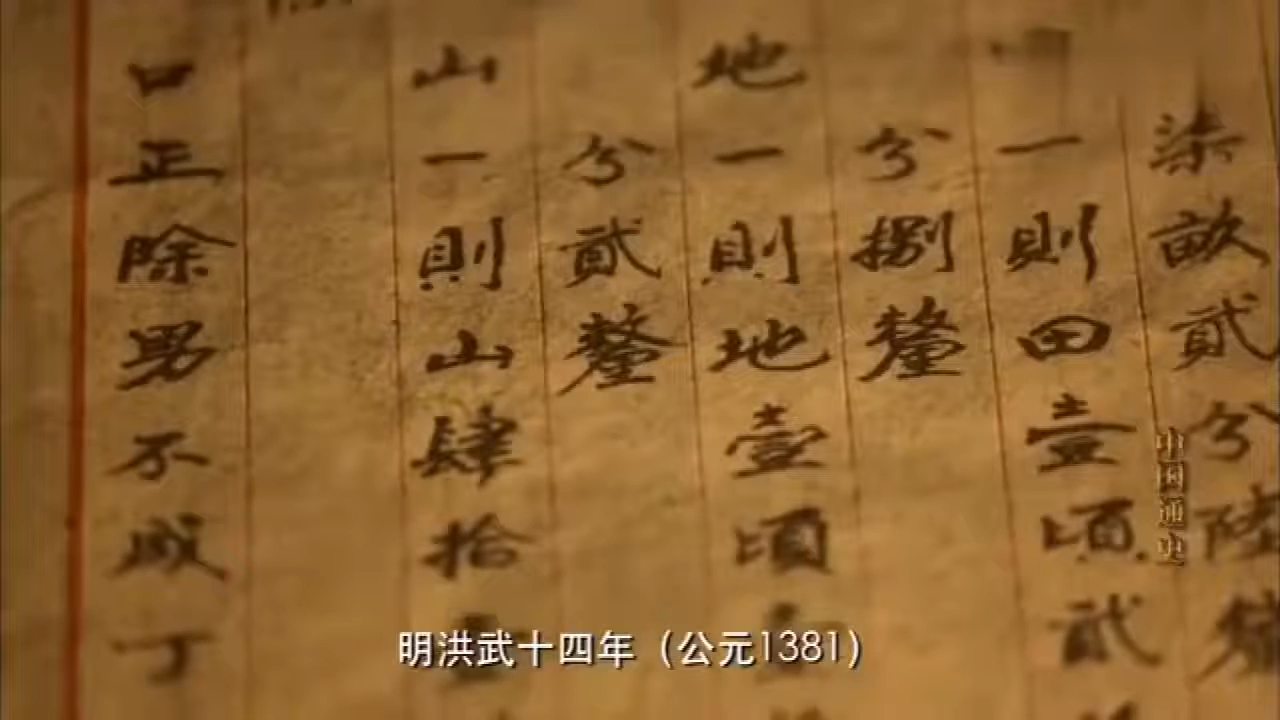 柒畝貳分陸釐
一則田壹頃貳
分捌釐
地一則地壹頃
分貳釐
山一則山肆拾
口正除男不成丁
中国通史
明洪武十四年（公元1381）